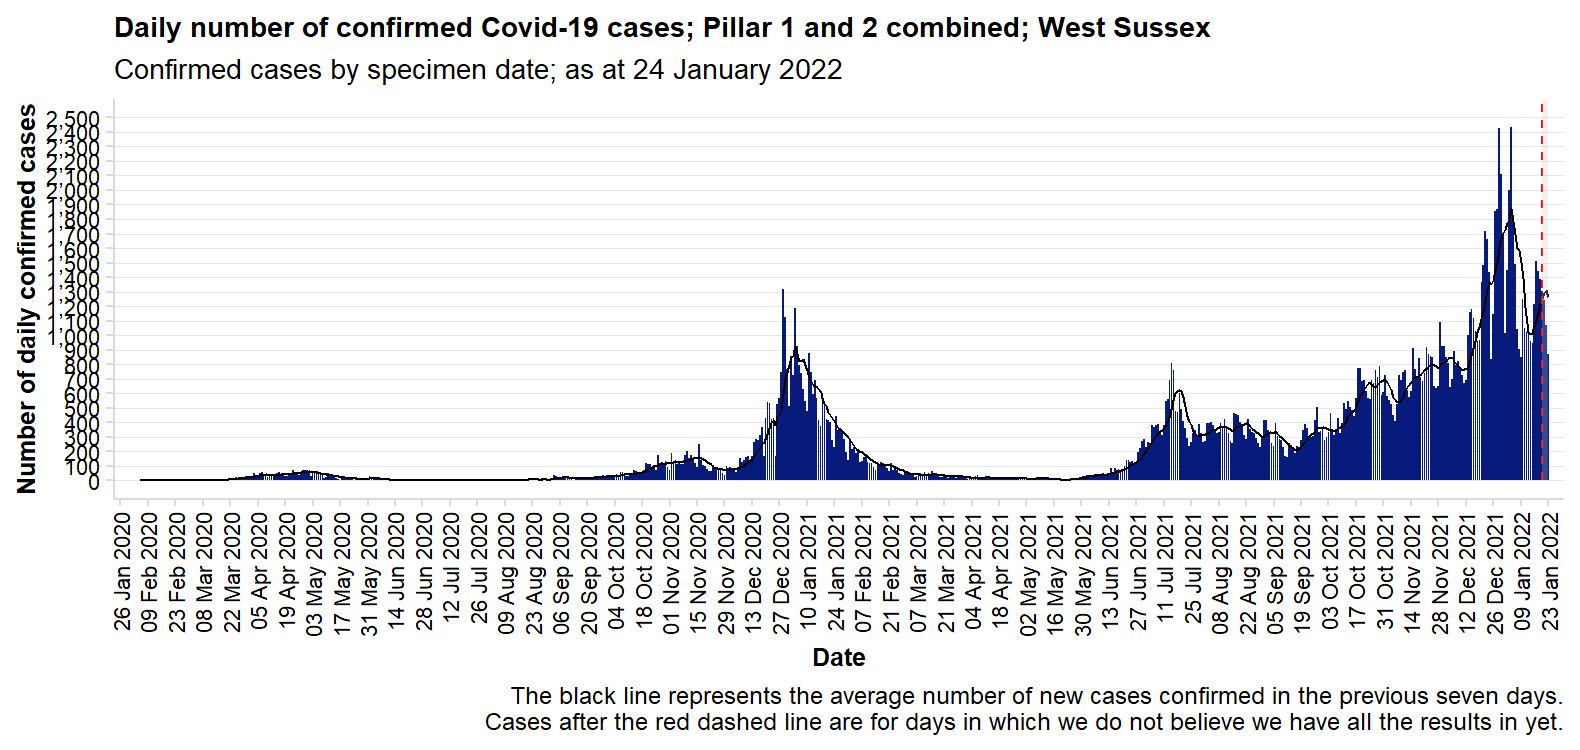 Daily number of confirmed Covid-19 cases; Pillar 1 and 2 combined; West Sussex
Confirmed cases by specimen date; as at 24 January 2022
Number of daily confirmed cases
2,500
2,400
2,300
2,200
2,100
2,000
1,900
1,800
1,700
1,600
1,500
1,400
1,300
1,200
1,100
1,000
900
800
700
600
500
400
300
200
100
0
26 Jan 2020
09 Feb 2020
23 Feb 2020
08 Mar 2020
22 Mar 2020
05 Apr 2020
19 Apr 2020
03 May 2020
17 May 2020
31 May 2020
14 Jun 2020
28 Jun 2020
12 Jul 2020
26 Jul 2020
09 Aug 2020
23 Aug 2020
06 Sep 2020
20 Sep 2020
04 Oct 2020
18 Oct 2020
01 Nov 2020
15 Nov 2020
29 Nov 2020
13 Dec 2020
27 Dec 2020
10 Jan 2021
24 Jan 2021
07 Feb 2021
21 Feb 2021
07 Mar 2021
21 Mar 2021
04 Apr 2021
18 Apr 2021
02 May 2021
16 May 2021
30 May 2021
13 Jun 2021
27 Jun 2021
11 Jul 2021
25 Jul 2021
08 Aug 2021
22 Aug 2021
05 Sep 2021
19 Sep 2021
03 Oct 2021
17 Oct 2021
31 Oct 2021
14 Nov 2021
28 Nov 2021
12 Dec 2021
26 Dec 2021
09 Jan 2022
23 Jan 2022
Date
The black line represents the average number of new cases confirmed in the previous seven days.
Cases after the red dashed line are for days in which we do not believe we have all the results in yet.